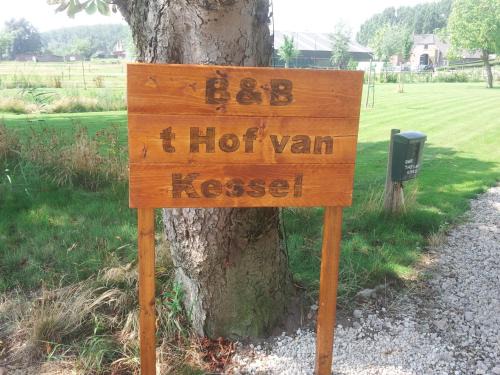 B&B
t Hof van
Kessel